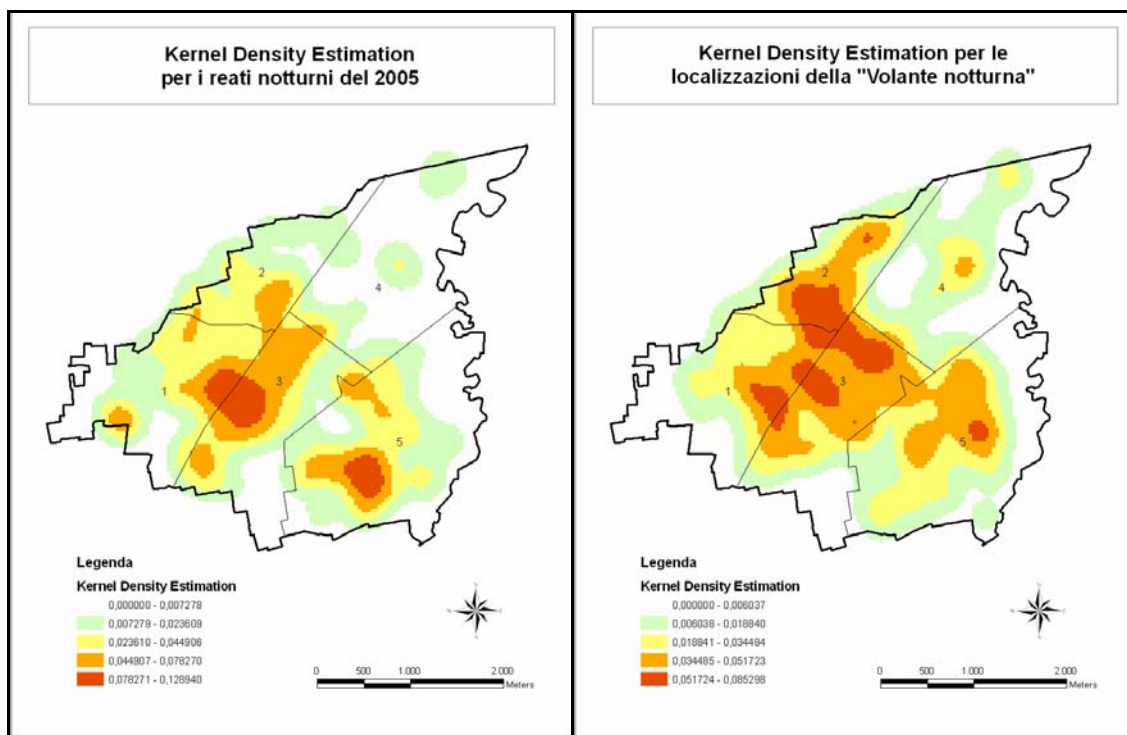 Kernel Density Estimation
per i reati notturni del 2005
2
4
1
3
5
Legenda
Kernel Density Estimation
0,000000 - 0,007278
0,007279 - 0,023609
0,023610 - 0,044906
0,044907 - 0,078270
0,078271 - 0,128940
0 500 1.000 2.000
Meters
Kernel Density Estimation per le
localizzazioni della "Volante notturna"
2
4
1
3
5
Legenda
Kernel Density Estimation
0,000000 - 0,006037
0,006038 - 0,018840
0,018841 - 0,034484
0,034485 - 0,051723
0,051724 - 0,085298
0 500 1.000 2.000
Meters